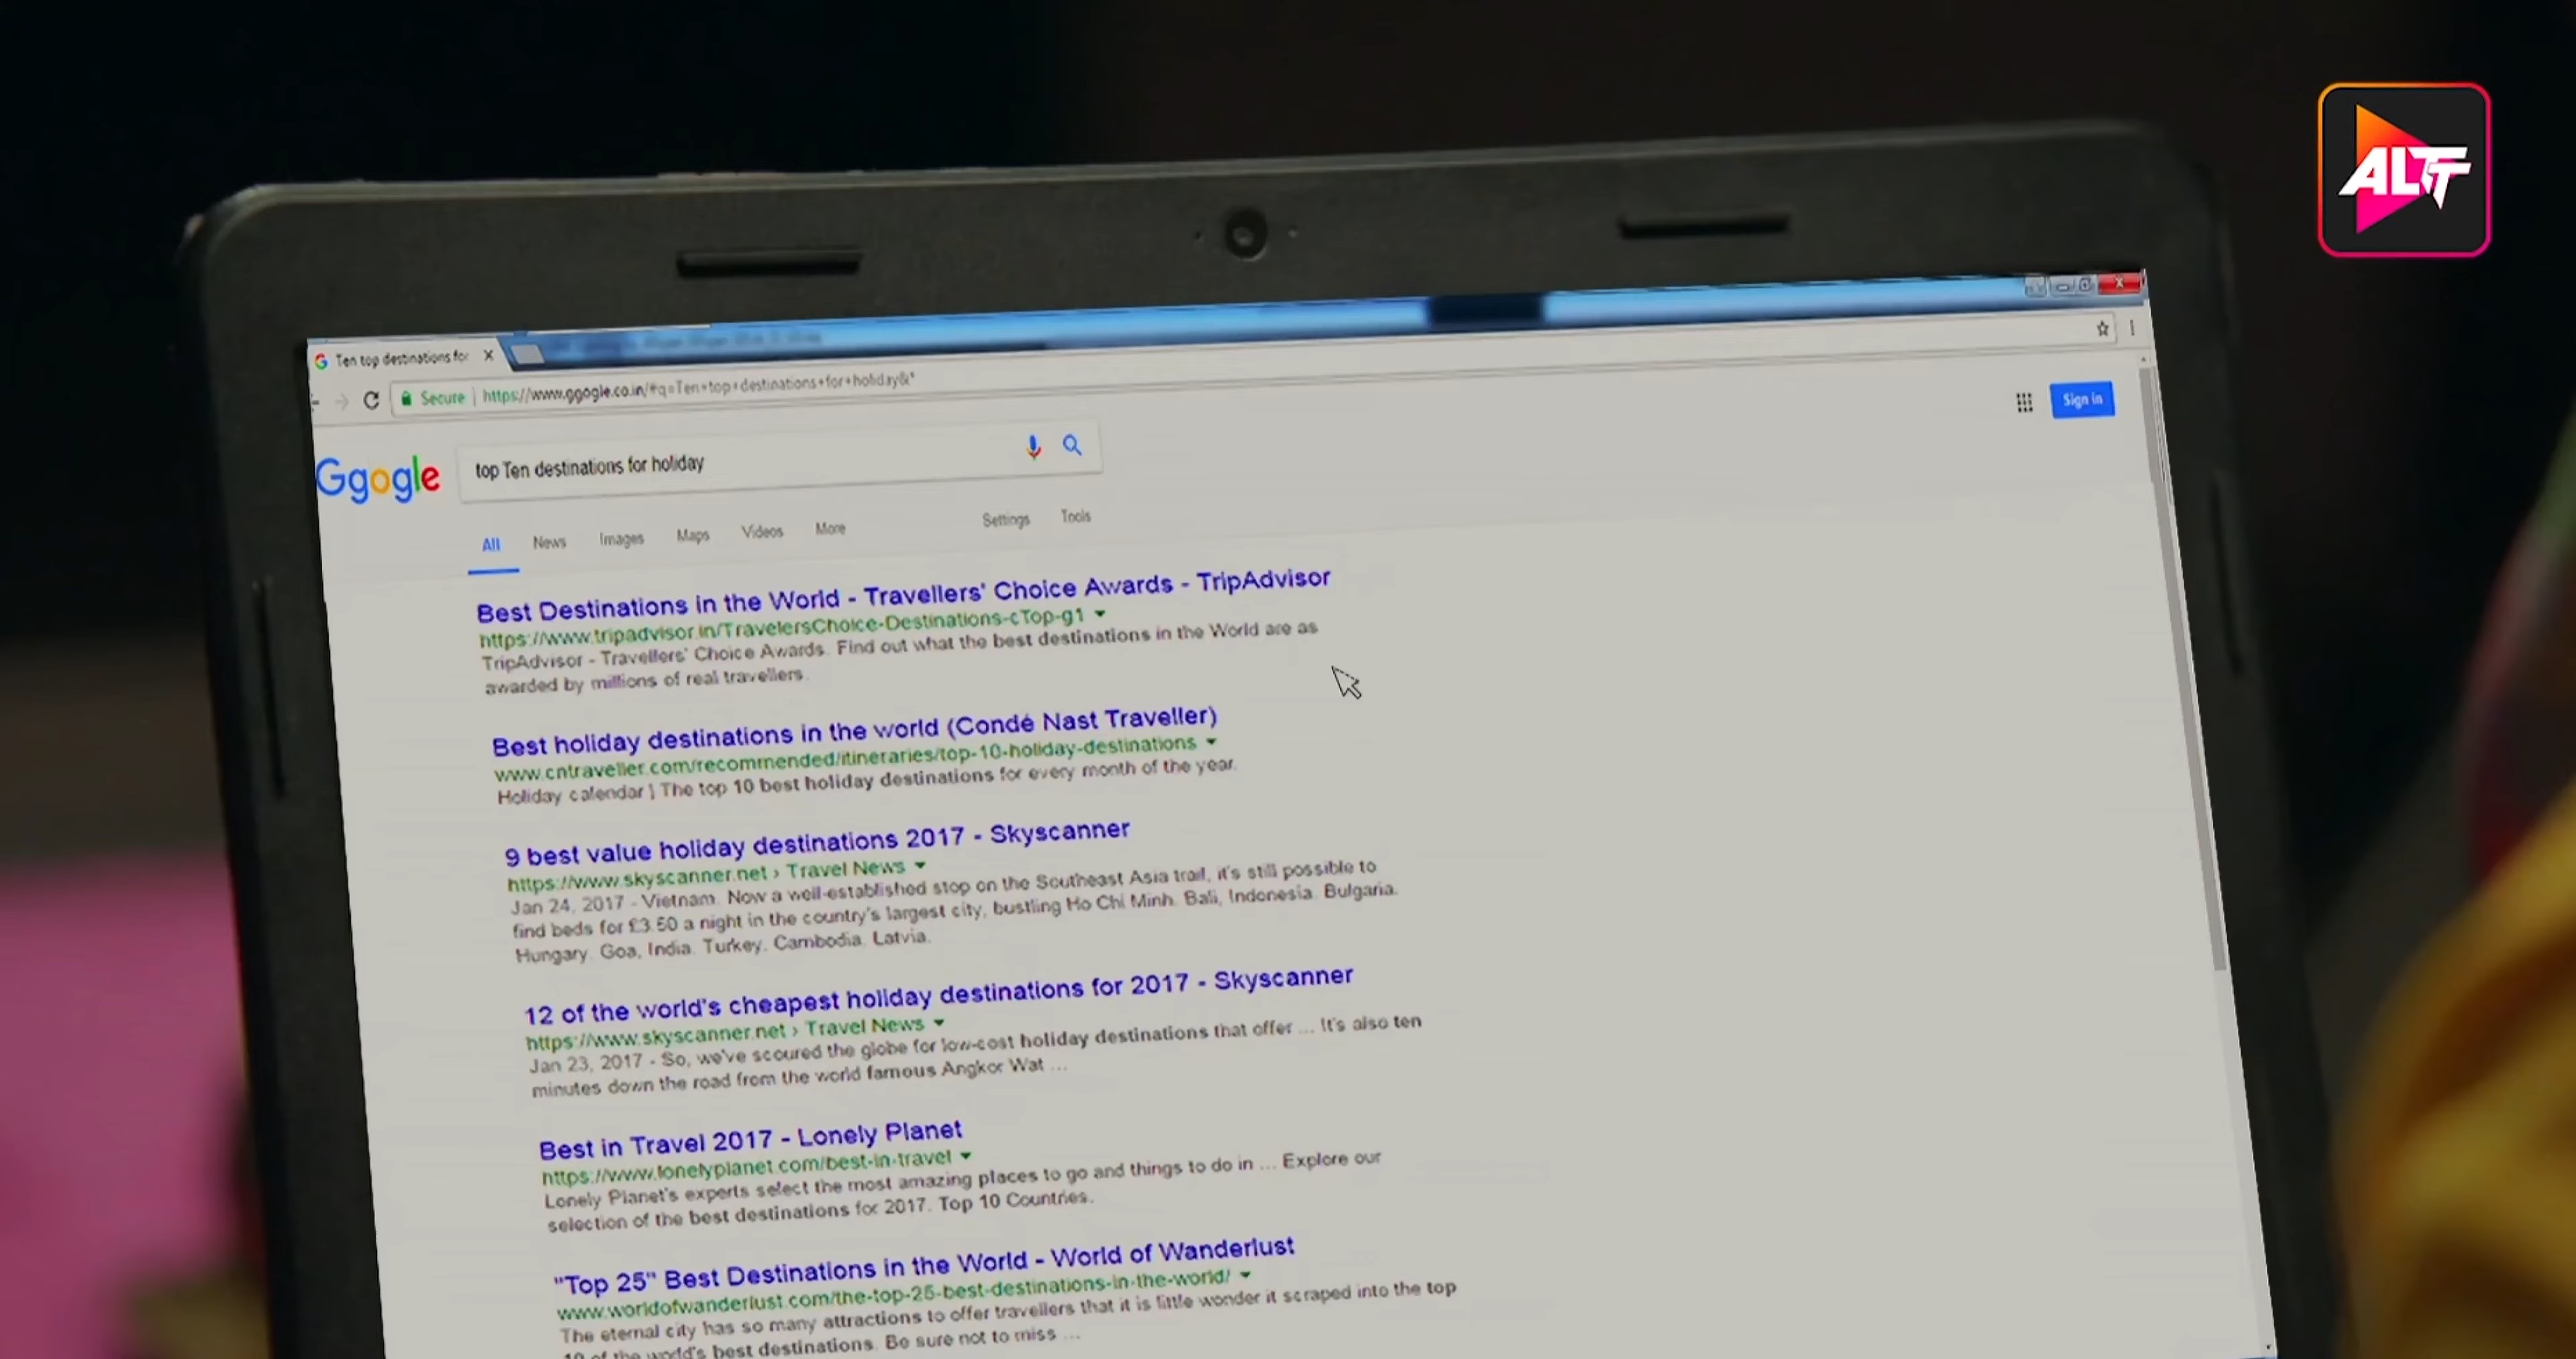 ALTT
Ten top destinations for
Secure | https://www.ggogle.co.in/#q=Ten+top+destinations+for+holiday&*
Sign in
Ggogle
top Ten destinations for holiday
All News Images Maps Videos More Settings Tools
Best Destinations in the World - Travellers' Choice Awards - TripAdvisor
https://www.tripadvisor.in/TravelersChoice-Destinations-cTop-g1
TripAdvisor - Travellers' Choice Awards. Find out what the best destinations in the World are as
awarded by millions of real travellers.
Best holiday destinations in the world (Condé Nast Traveller)
www.cntraveller.com/recommended/itineraries/top-10-holiday-destinations
Holiday calendar | The top 10 best holiday destinations for every month of the year.
9 best value holiday destinations 2017 - Skyscanner
https://www.skyscanner.net › Travel News
Jan 24, 2017 - Vietnam. Now a well-established stop on the Southeast Asia trail, it's still possible to
find beds for £3.50 a night in the country's largest city, bustling Ho Chi Minh. Bali, Indonesia. Bulgaria.
Hungary. Goa, India. Turkey. Cambodia. Latvia.
12 of the world's cheapest holiday destinations for 2017 - Skyscanner
https://www.skyscanner.net › Travel News
Jan 23, 2017 - So, we've scoured the globe for low-cost holiday destinations that offer ... It's also ten
minutes down the road from the world famous Angkor Wat ...
Best in Travel 2017 - Lonely Planet
https://www.lonelyplanet.com/best-in-travel
Lonely Planet's experts select the most amazing places to go and things to do in ... Explore our
selection of the best destinations for 2017. Top 10 Countries.
"Top 25" Best Destinations in the World - World of Wanderlust
www.worldofwanderlust.com/the-top-25-best-destinations-in-the-world/
The eternal city has so many attractions to offer travellers that it is little wonder it scraped into the top
10 of the world's best destinations. Be sure not to miss ...